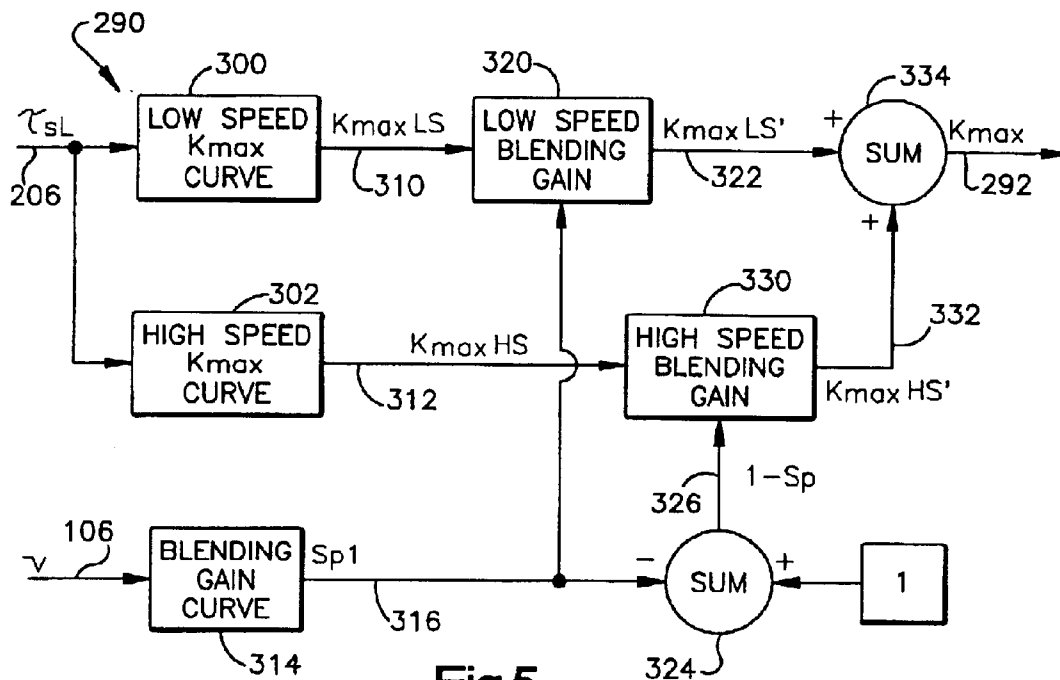 290
300
320
334
τsL
LOW SPEED
Kmax
CURVE
Kmax LS
LOW SPEED
BLENDING
GAIN
Kmax LS'
+
SUM
Kmax
206
310
322
292
+
302
330
332
HIGH SPEED
Kmax
CURVE
Kmax HS
HIGH SPEED
BLENDING
GAIN
312
Kmax HS'
326
1-Sp
106
ν
BLENDING
GAIN
CURVE
Sp1
-
SUM
+
1
316
314
324
Fig.5